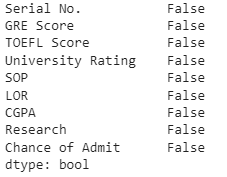 Serial No.           False
GRE Score            False
TOEFL Score          False
University Rating    False
SOP                  False
LOR                  False
CGPA                 False
Research             False
Chance of Admit      False
dtype: bool